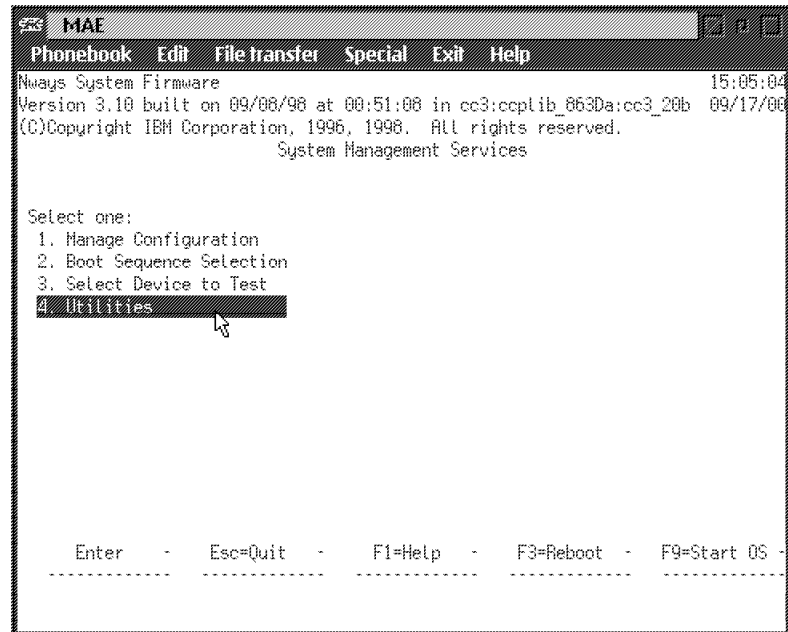 MAE
Phonebook Edit File transfer Special Exit Help
Nways System Firmware 15:05:04
Version 3.10 built on 09/08/98 at 00:51:08 in cc3:ccplib_863Da:cc3_20b 09/17/00
(C)Copyright IBM Corporation, 1996, 1998. All rights reserved.
System Management Services
Select one:
1. Manage Configuration
2. Boot Sequence Selection
3. Select Device to Test
4. Utilities
Enter - Esc=Quit - F1=Help - F3=Reboot - F9=Start OS -
------------- ------------- ------------- ------------- -------------